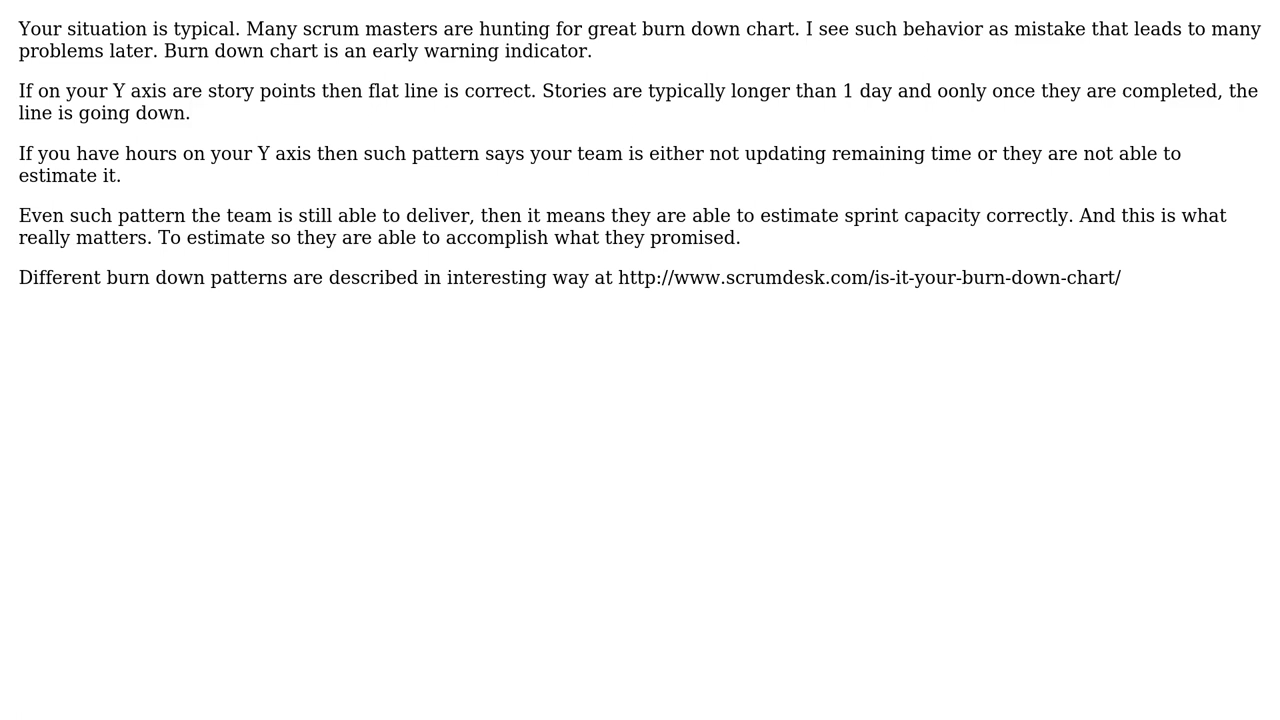 Your situation is typical. Many scrum masters are hunting for great burn down chart. I see such behavior as mistake that leads to many
problems later. Burn down chart is an early warning indicator.
If on your Y axis are story points then flat line is correct. Stories are typically longer than 1 day and oonly once they are completed, the
line is going down.
If you have hours on your Y axis then such pattern says your team is either not updating remaining time or they are not able to
estimate it.
Even such pattern the team is still able to deliver, then it means they are able to estimate sprint capacity correctly. And this is what
really matters. To estimate so they are able to accomplish what they promised.
Different burn down patterns are described in interesting way at http://www.scrumdesk.com/is-it-your-burn-down-chart/